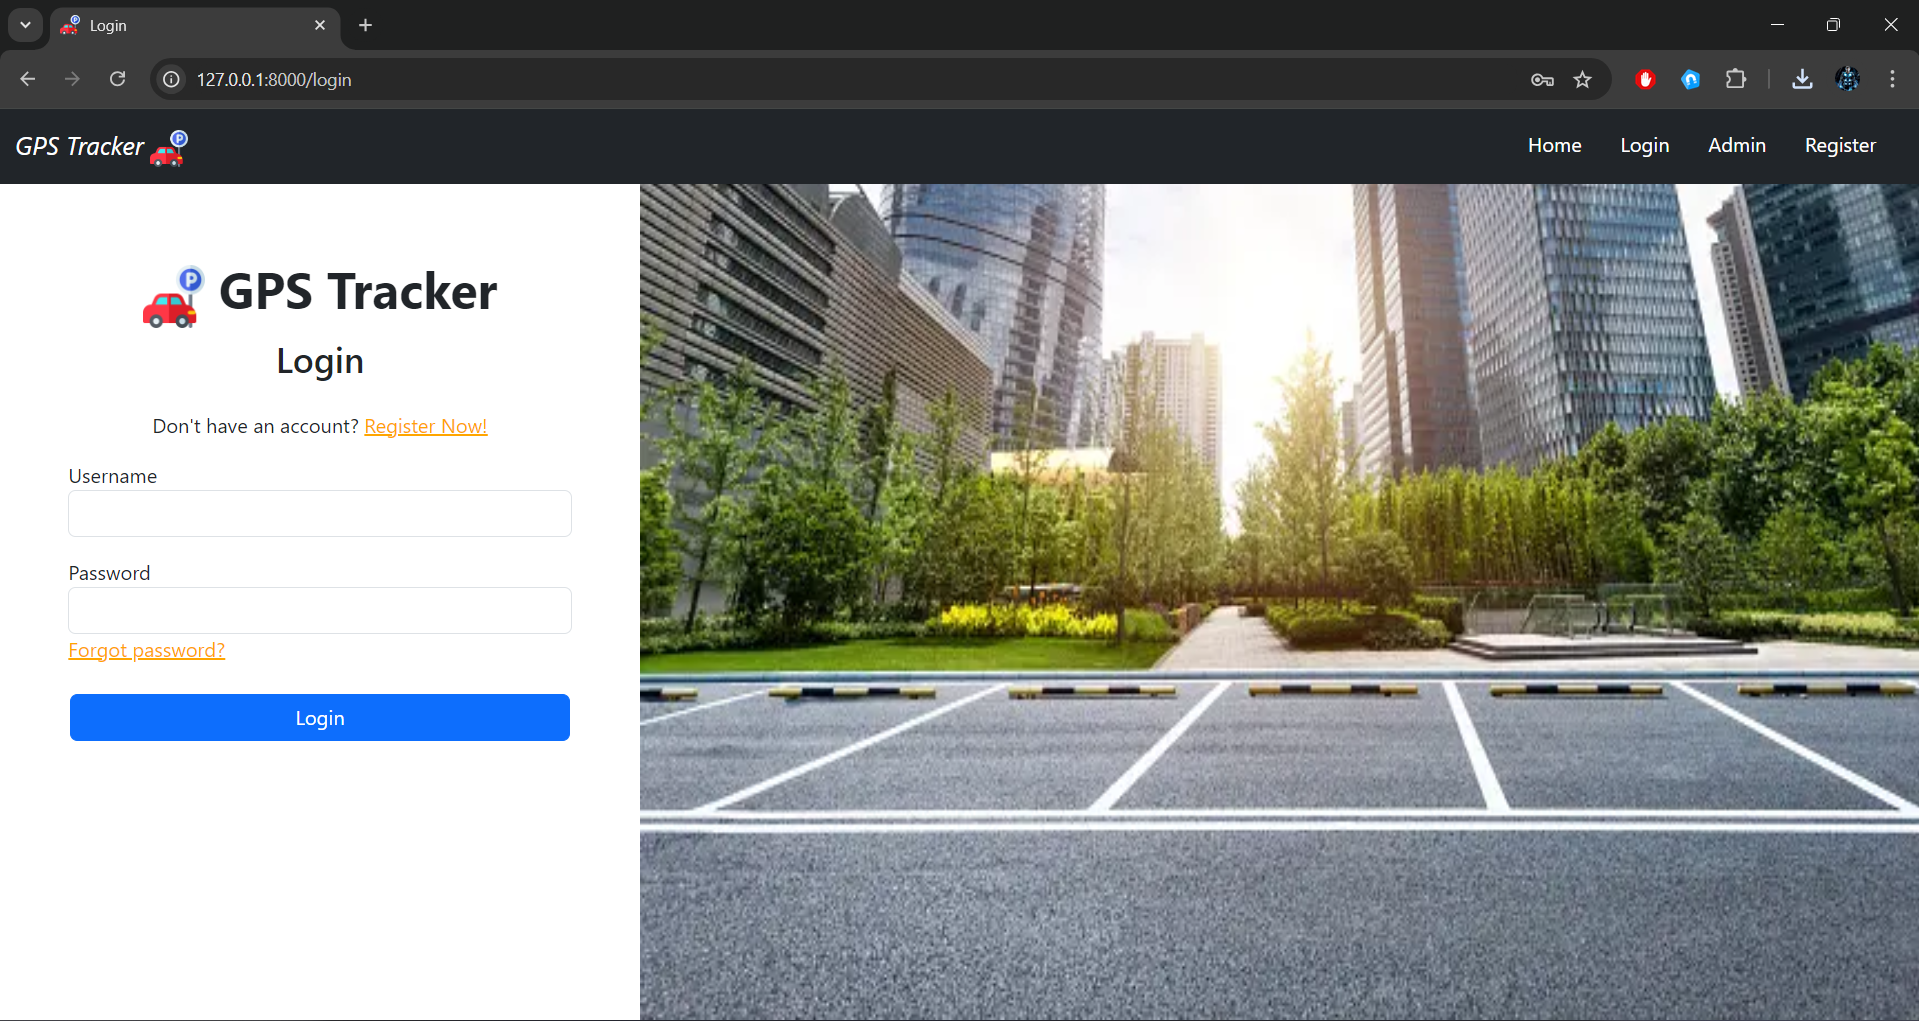 Login
127.0.0.1:8000/login
GPS Tracker P
Home Login Admin Register
P GPS Tracker
Login
Don't have an account? Register Now!
Username
Password
Forgot password?
Login